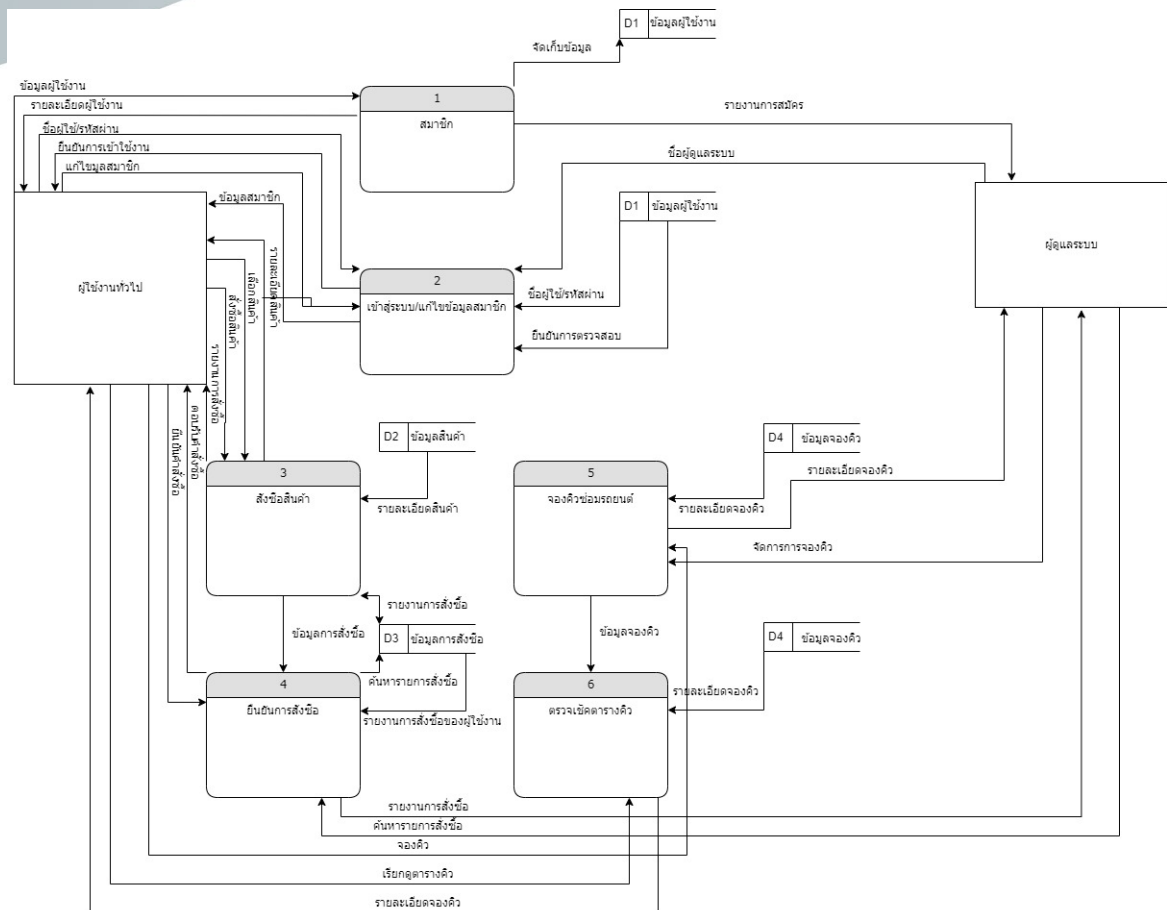 D1 ข้อมูลผู้ใช้งาน
จัดเก็บข้อมูล
ข้อมูลผู้ใช้งาน
1
รายละเอียดผู้ใช้งาน
รายงานการสมัคร
สมาชิก
ชื่อผู้ใช้/รหัสผ่าน
ยืนยันการเข้าใช้งาน
ชื่อผู้ดูแลระบบ
แก้ไขมูลสมาชิก
ข้อมูลสมาชิก
D1 ข้อมูลผู้ใช้งาน
ผู้ดูแลระบบ
ผู้ใช้งานทั่วไป
2
ชื่อผู้ใช้/รหัสผ่าน
เข้าสู่ระบบ/แก้ไขข้อมูลสมาชิก
ยืนยันการตรวจสอบ
รายละเอียดสินค้า
เลือกสินค้า
สั่งซื้อสินค้า
รายงานการสั่งซื้อ
ตอบรับคำสั่งซื้อ
ยืนยันคำสั่งซื้อ
D2 ข้อมูลสินค้า
D4 ข้อมูลจองคิว
3
5
รายละเอียดจองคิว
สั่งซื้อสินค้า
จองคิวซ่อมรถยนต์
รายละเอียดสินค้า
รายละเอียดจองคิว
จัดการการจองคิว
รายงานการสั่งซื้อ
ข้อมูลการสั่งซื้อ
D3 ข้อมูลการสั่งซื้อ
ข้อมูลจองคิว
D4 ข้อมูลจองคิว
ค้นหารายการสั่งซื้อ
4
6
รายละเอียดจองคิว
ยืนยันการสั่งซื้อ
ตรวจเช็คตารางคิว
รายงานการสั่งซื้อของผู้ใช้งาน
รายงานการสั่งซื้อ
ค้นหารายการสั่งซื้อ
จองคิว
เรียกดูตารางคิว
รายละเอียดจองคิว